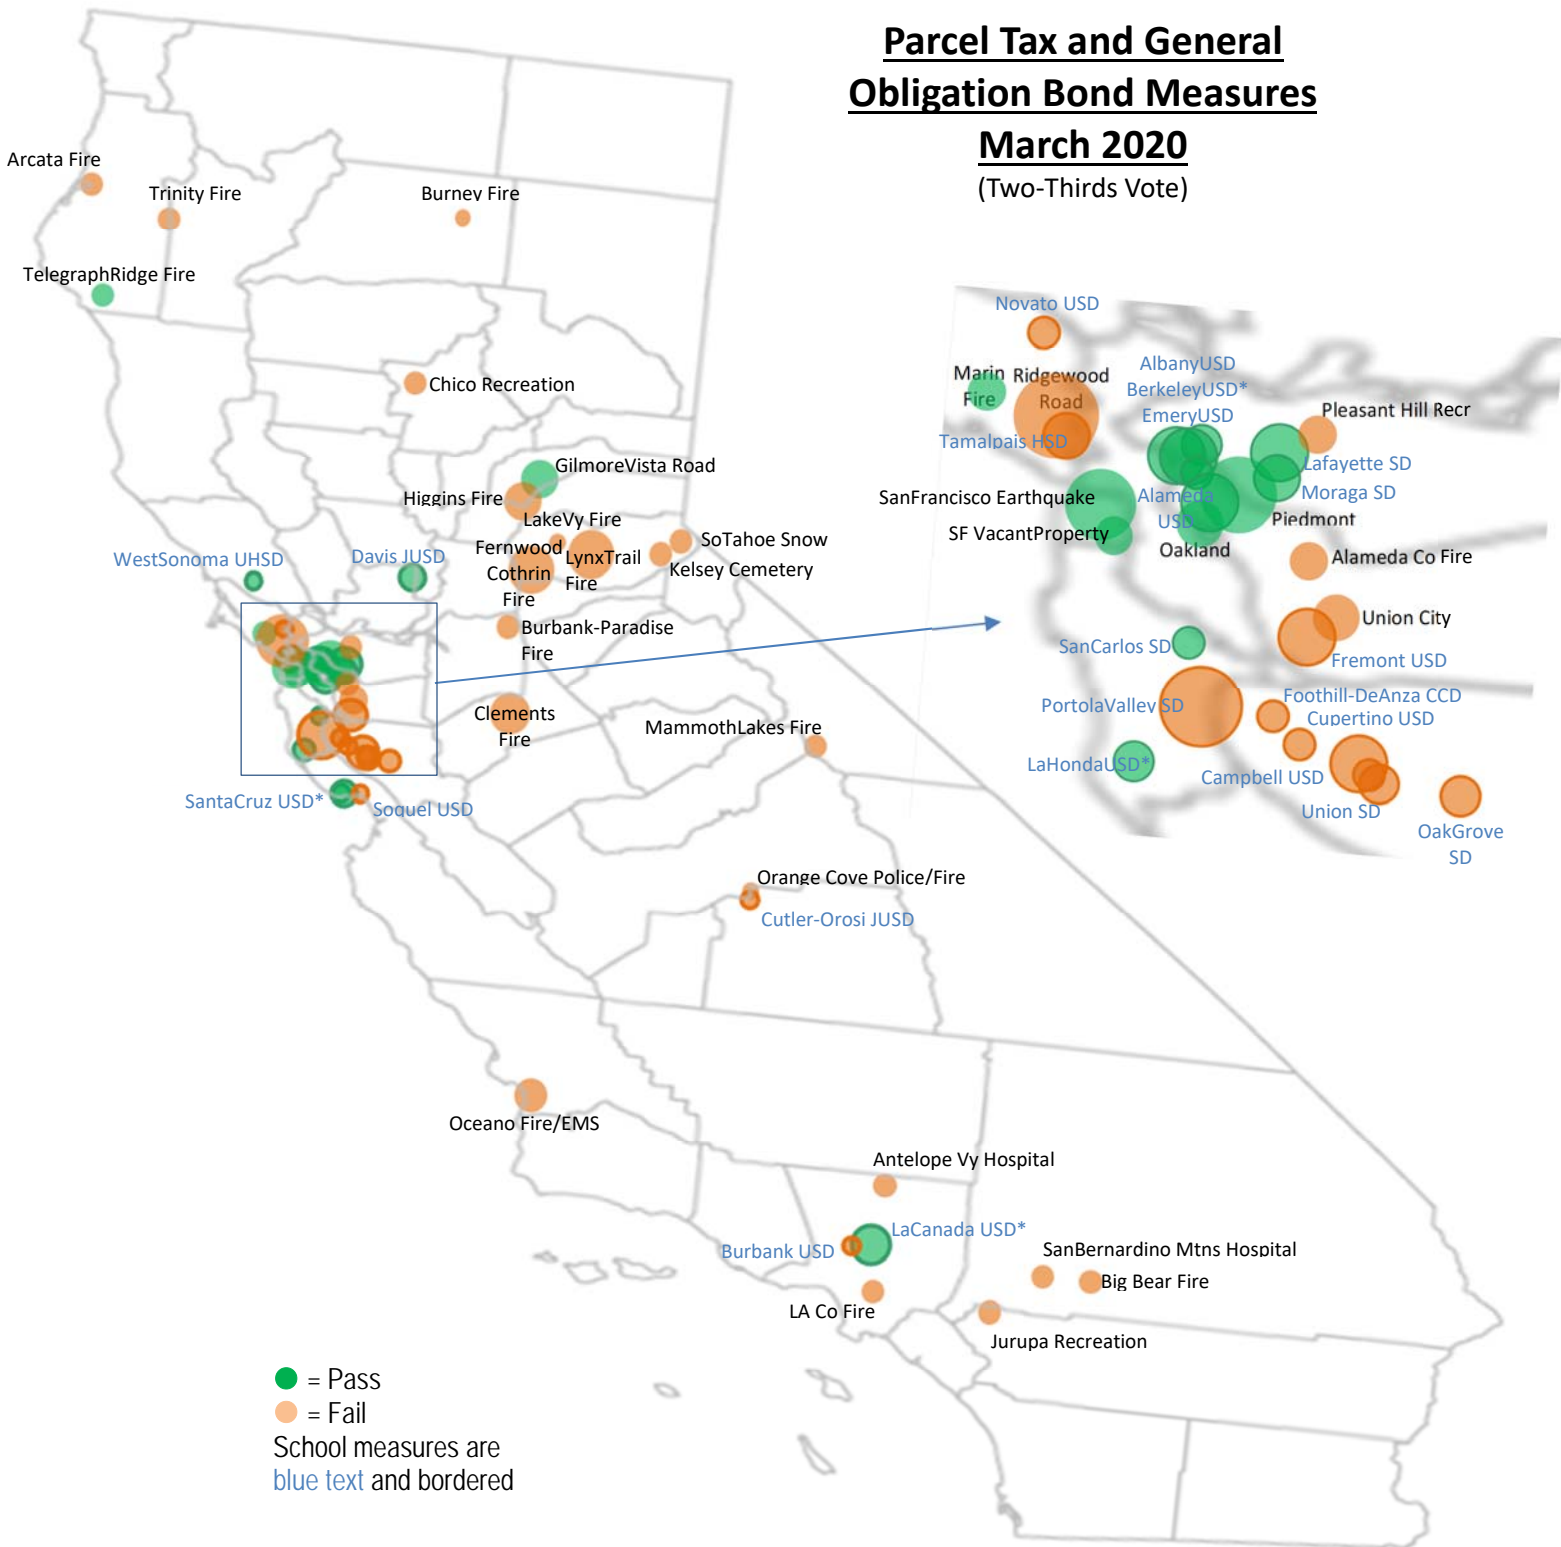 Parcel Tax and General
Obligation Bond Measures
March 2020
(Two-Thirds Vote)
Arcata Fire
Trinity Fire
Burney Fire
TelegraphRidge Fire
Chico Recreation
GilmoreVista Road
Higgins Fire
LakeVy Fire
Fernwood
Cothrin
Fire
LynxTrail
Fire
SoTahoe Snow
Kelsey Cemetery
WestSonoma UHSD
Davis JUSD
Burbank-Paradise
Fire
Clements
Fire
MammothLakes Fire
SantaCruz USD*
Soquel USD
Orange Cove Police/Fire
Cutler-Orosi JUSD
Oceano Fire/EMS
Antelope Vy Hospital
LaCanada USD*
Burbank USD
SanBernardino Mtns Hospital
Big Bear Fire
LA Co Fire
Jurupa Recreation
Novato USD
Marin
Fire
Ridgewood
Road
Tamalpais HSD
AlbanyUSD
BerkeleyUSD*
EmeryUSD
Pleasant Hill Recr
Lafayette SD
Moraga SD
SanFrancisco Earthquake
SF VacantProperty
Alameda
USD
Piedmont
Oakland
Alameda Co Fire
Union City
SanCarlos SD
Fremont USD
PortolaValley SD
Foothill-DeAnza CCD
Cupertino USD
LaHondaUSD*
Campbell USD
Union SD
OakGrove
SD
= Pass
= Fail
School measures are
blue text and bordered